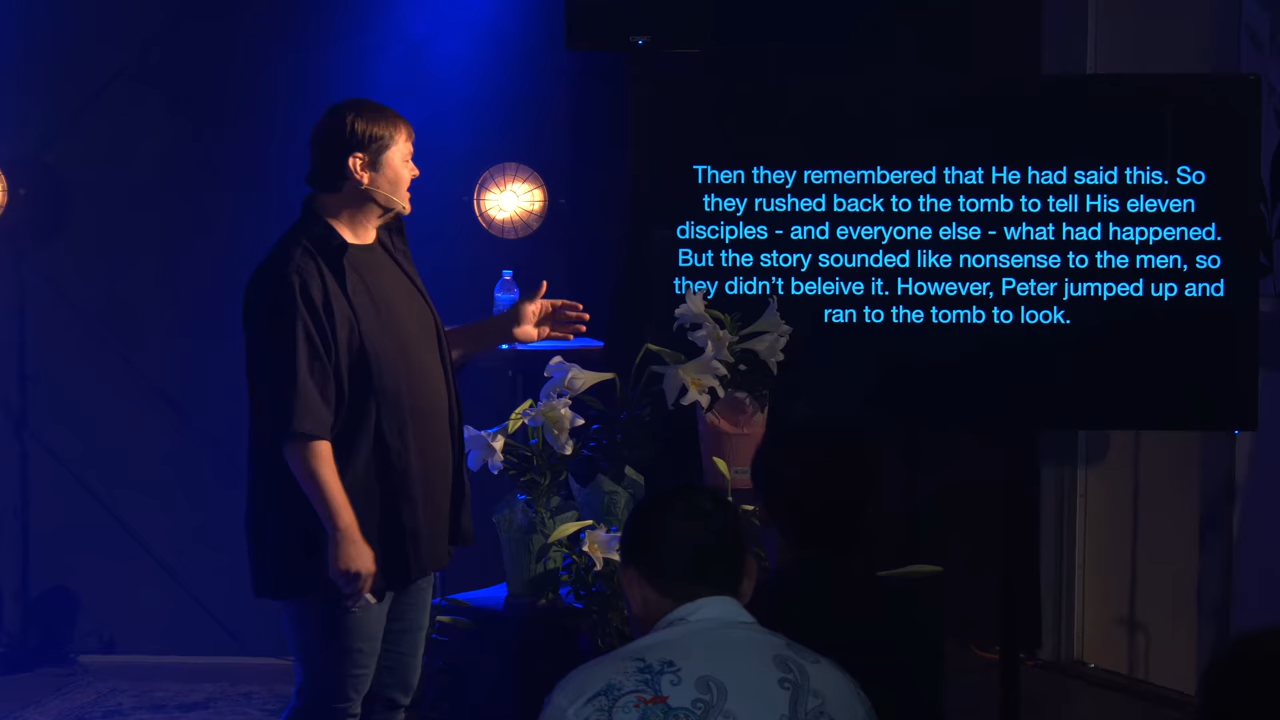 Then they remembered that He had said this. So
they rushed back to the tomb to tell His eleven
disciples - and everyone else - what had happened.
But the story sounded like nonsense to the men, so
they didn't beleive it. However, Peter jumped up and
ran to the tomb to look.